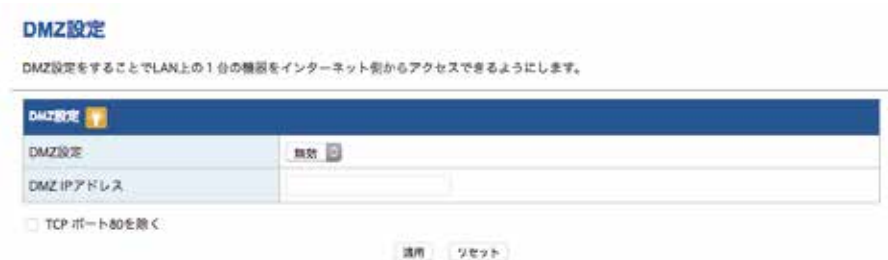 DMZ設定
DMZ設定をすることでLAN上の1台の機器をインターネット側からアクセスできるようにします。
DMZ設定
DMZ設定 無効
DMZ IPアドレス
TCP ポート80を除く
適用 リセット